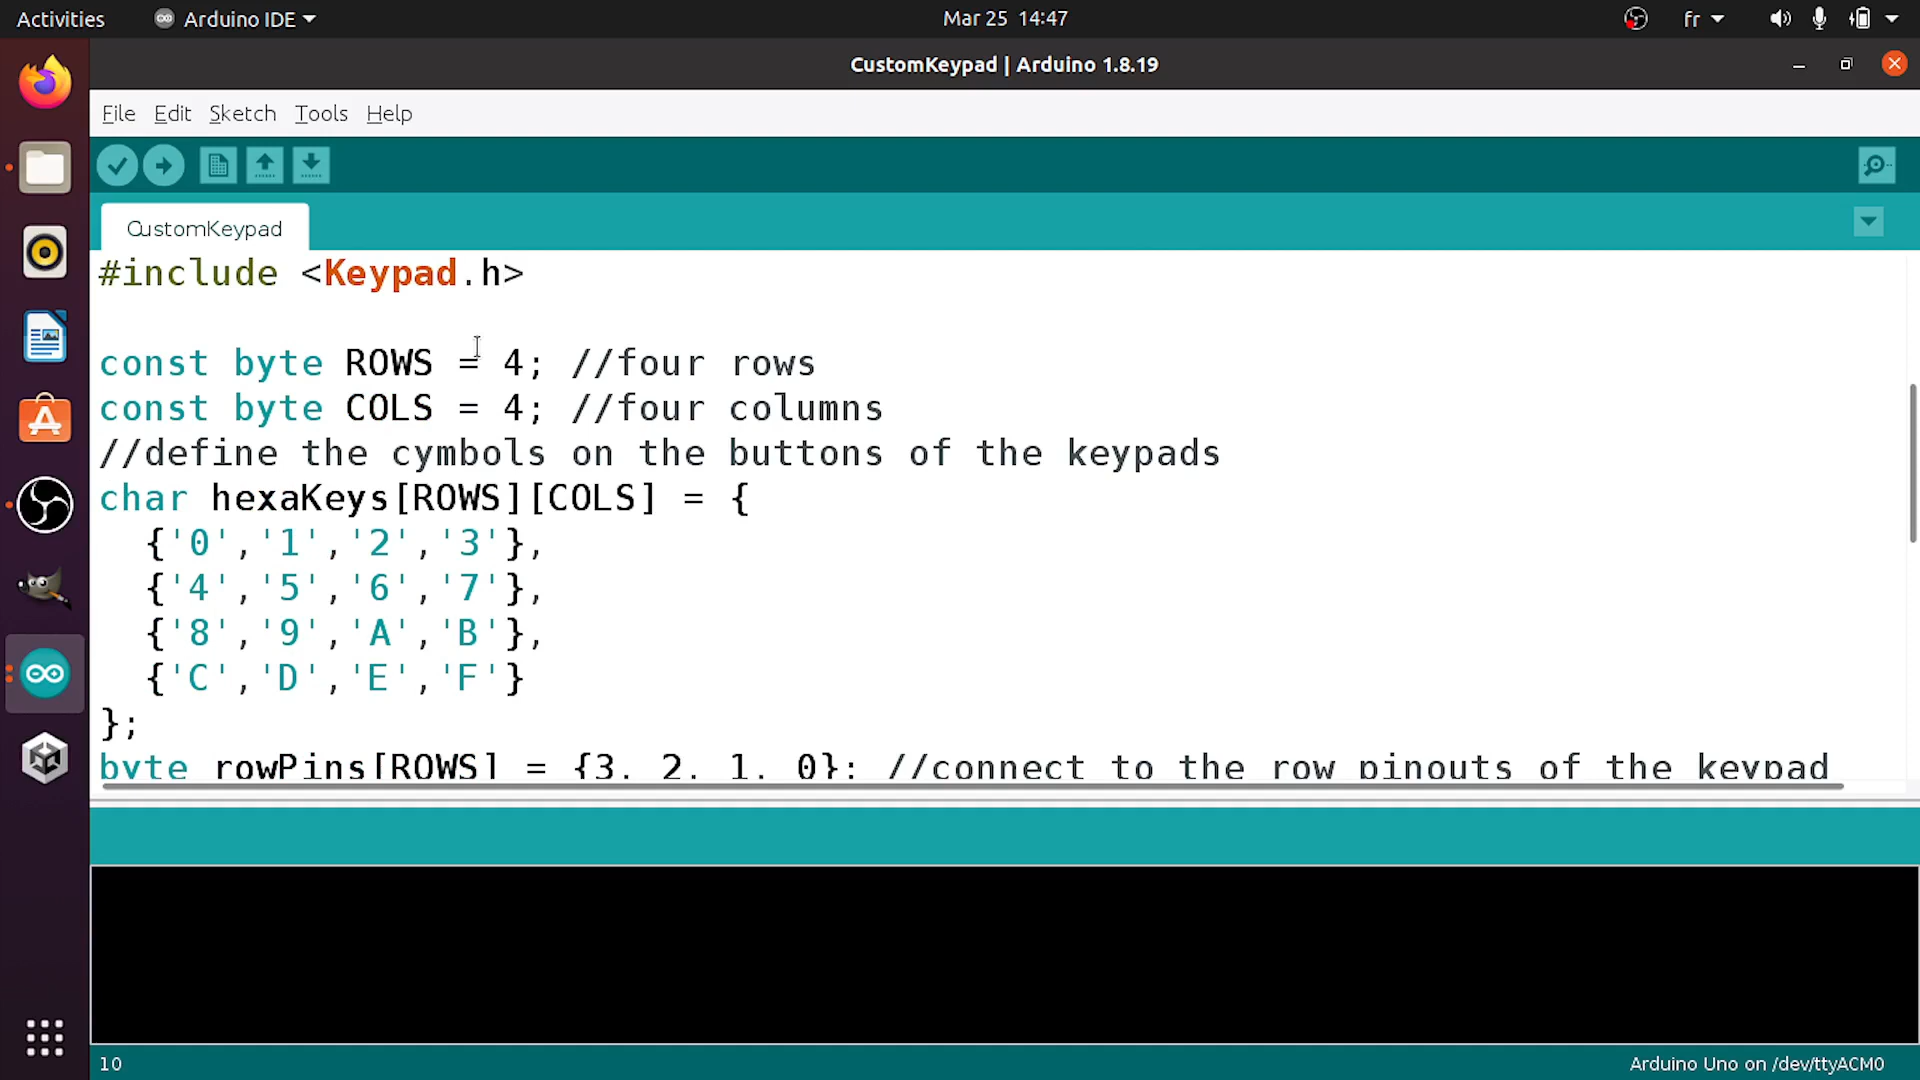 Activities Arduino IDE Mar 25 14:47 fr
CustomKeypad | Arduino 1.8.19
File Edit Sketch Tools Help
CustomKeypad
#include <Keypad.h>
const byte ROWS = 4; //four rows
const byte COLS = 4; //four columns
//define the cymbols on the buttons of the keypads
char hexaKeys[ROWS][COLS] = {
{'0','1','2','3'},
{'4','5','6','7'},
{'8','9','A','B'},
{'C','D','E','F'}
};
byte rowPins[ROWS] = {3, 2, 1, 0}; //connect to the row pinouts of the keypad
10 Arduino Uno on /dev/ttyACM0